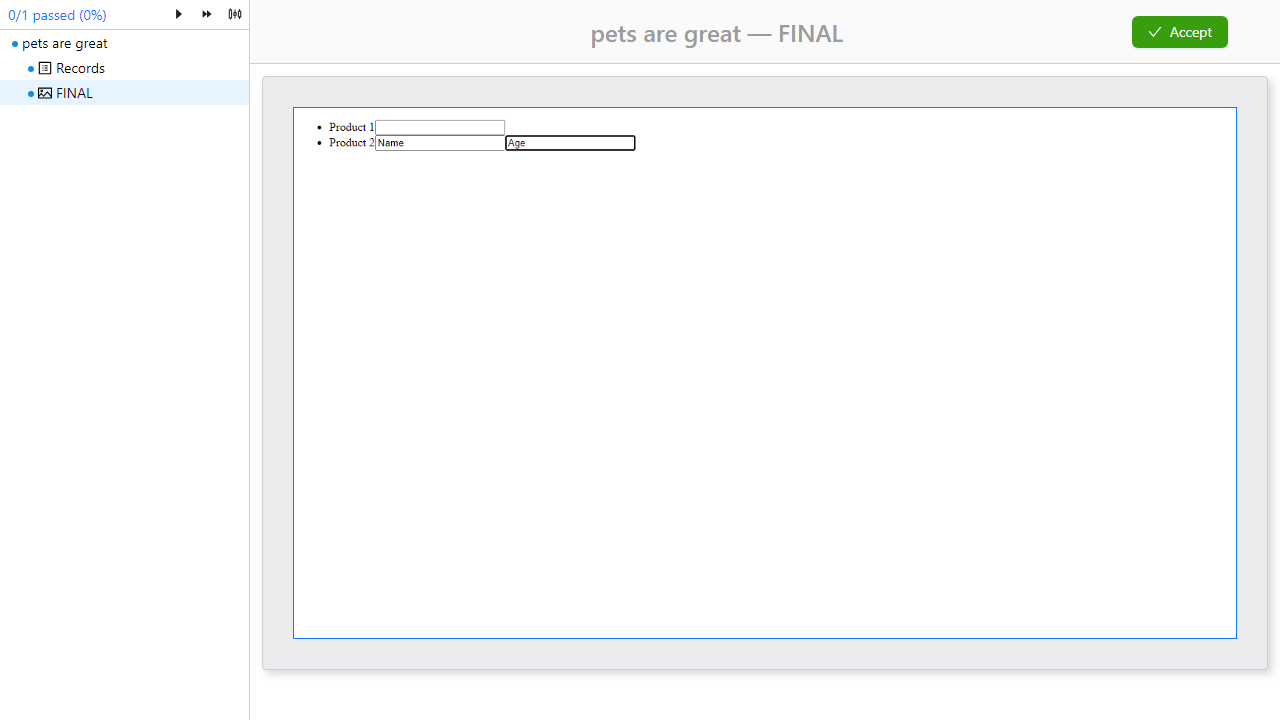 0/1 passed (0%)
pets are great
Records
FINAL
pets are great — FINAL
Accept
Product 1
Product 2 Name Age